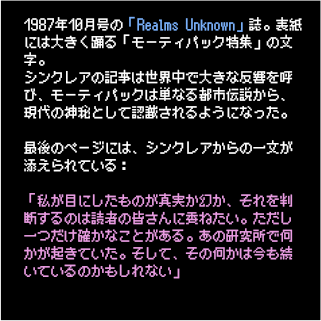 1987年10月号の「Realms Unknown」誌。表紙
には大きく踊る「モーティパック特集」の文
字。
シンクレアの記事は世界中で大きな反響を呼
び、モーティパックは単なる都市伝説から、
現代の神秘として認識されるようになった。
最後のページには、シンクレアからの一文が
添えられている：
「私が目にしたものが真実か幻か、それを判
断するのは読者の皆さんに委ねたい。ただし
一つだけ確かなことがある。あの研究所で何
かが起きていた。そして、その何かは今も続
いているのかもしれない」